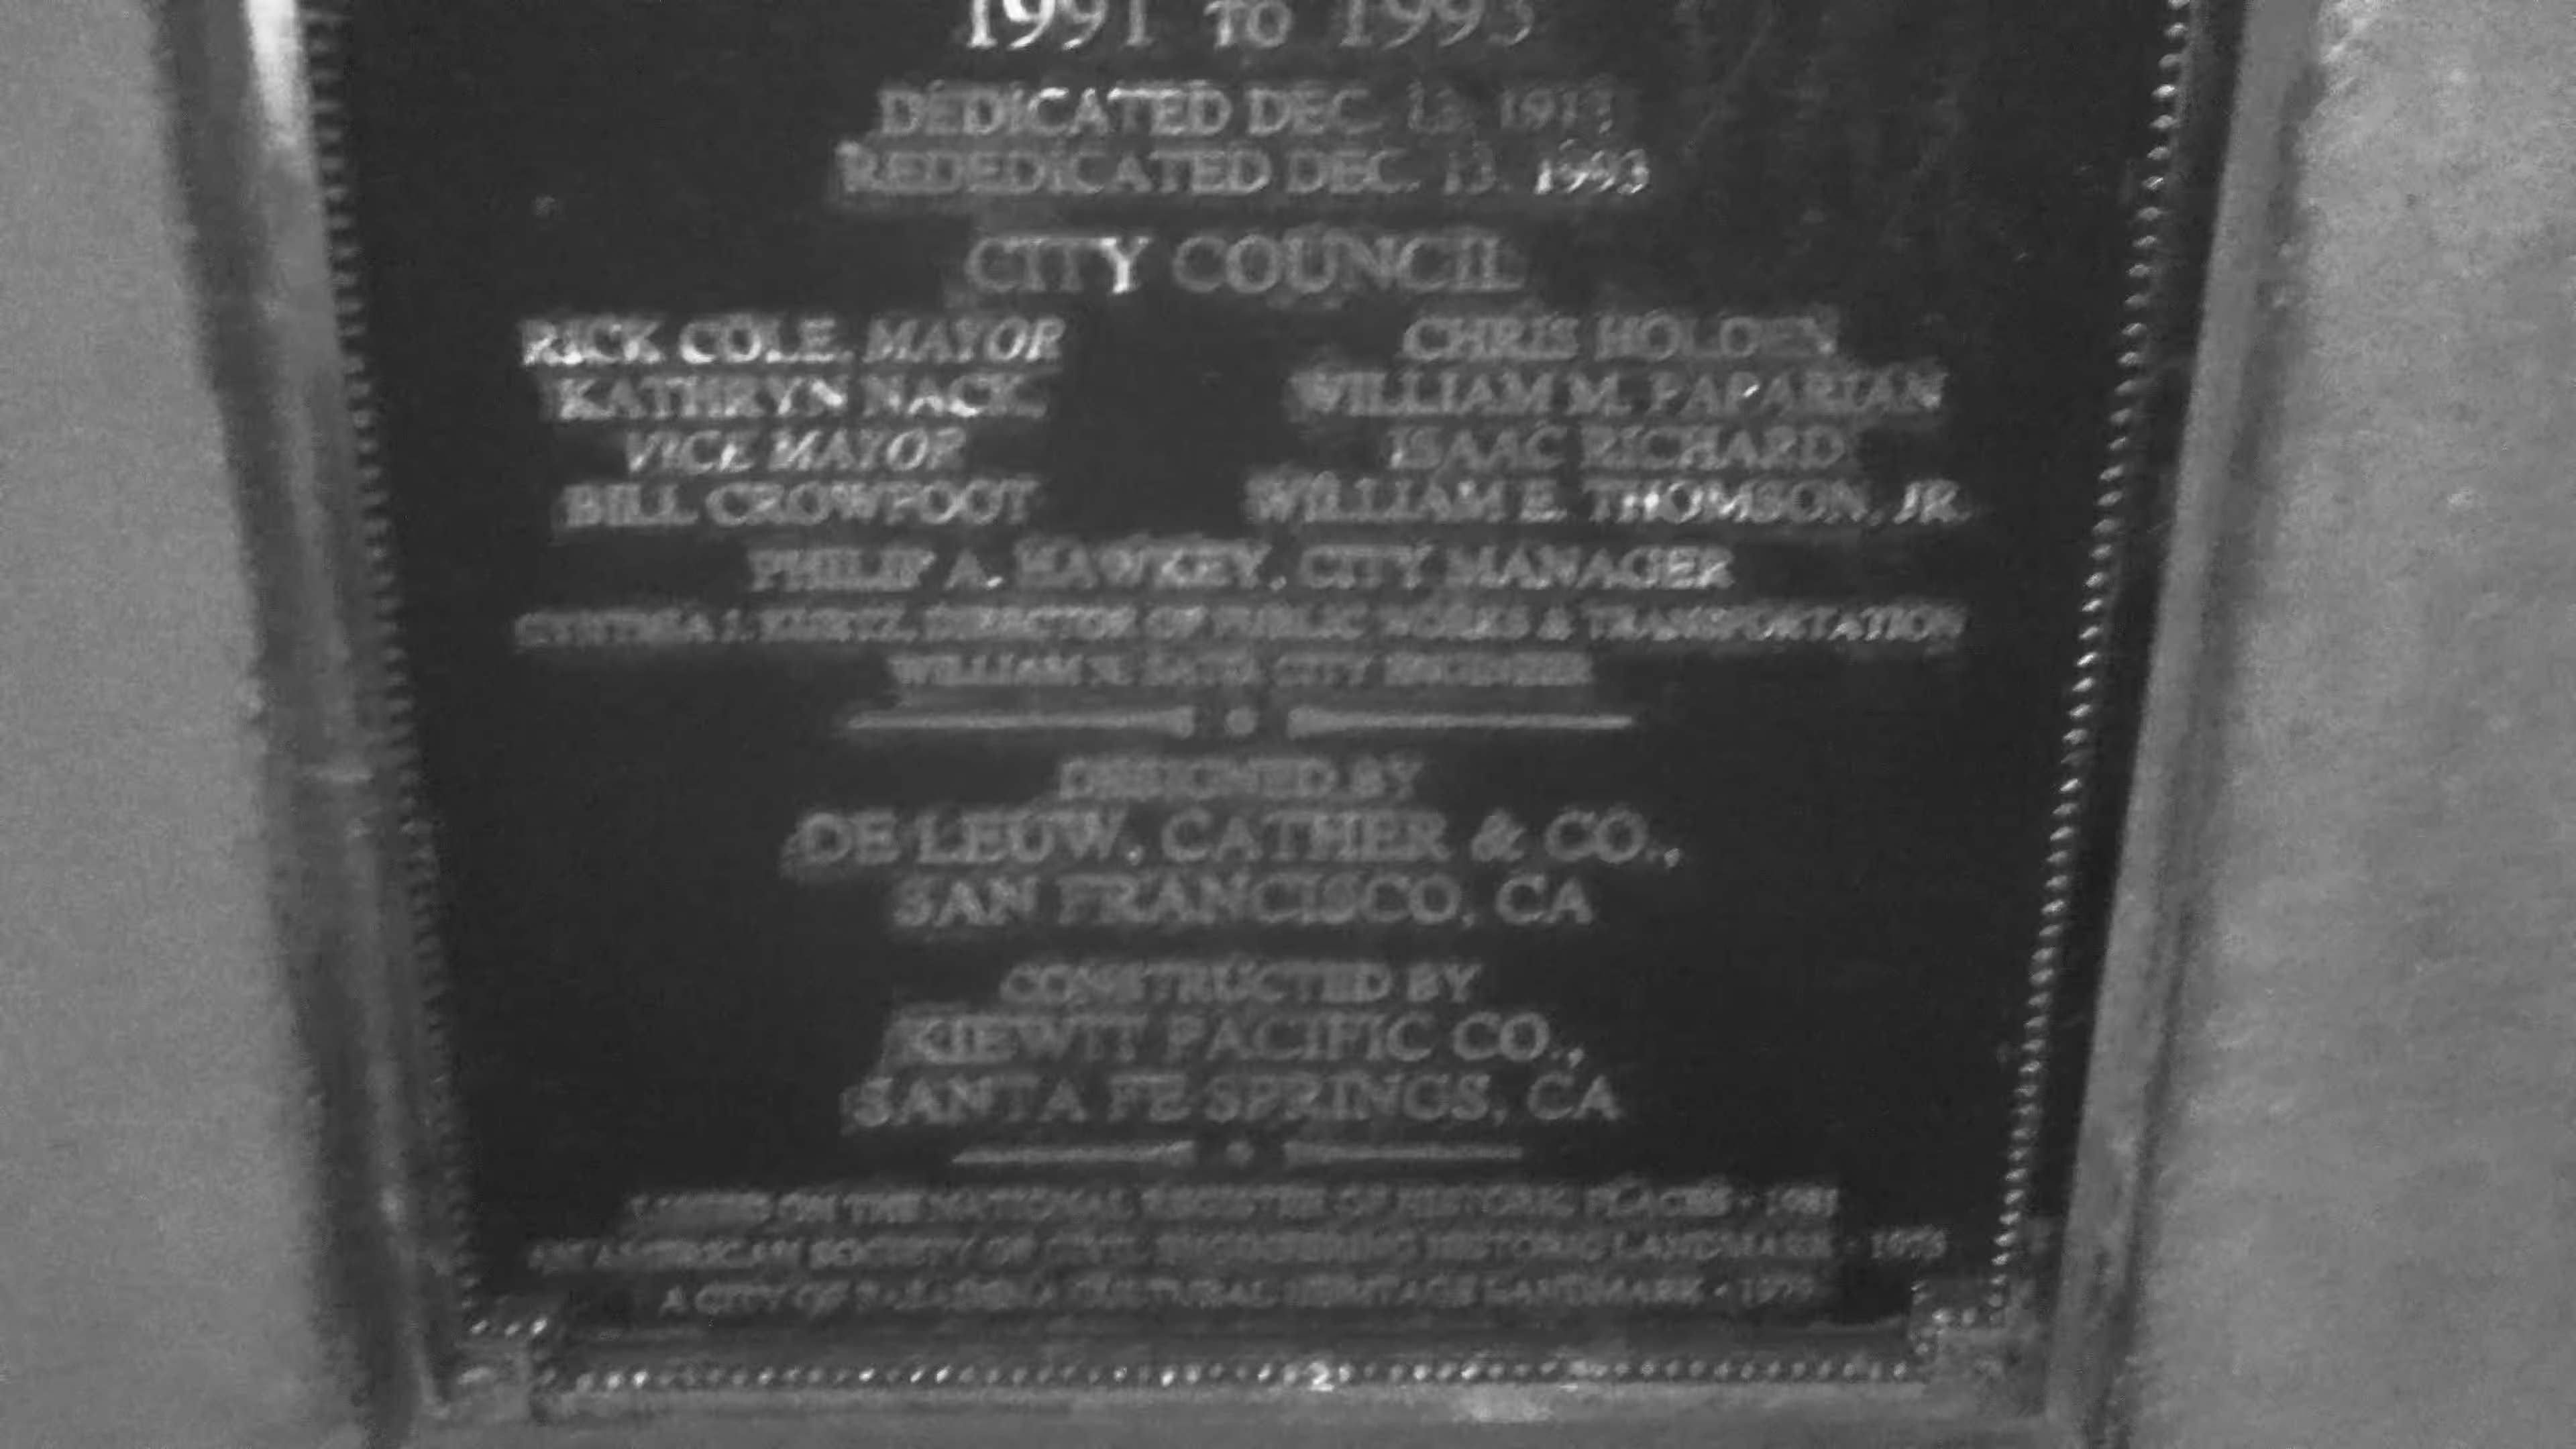 1991 TO 1993
DEDICATED DEC. 13, 1913
REDEDICATED DEC. 13, 1993
CITY COUNCIL
RICK COLE, MAYOR
KATHRYN NACK,
VICE MAYOR
BILL CROWFOOT
CHRIS HOLDEN
WILLIAM M. PAPARIAN
ISAAC RICHARD
WILLIAM E. THOMSON, JR.
PHILIP A. HAWKEY, CITY MANAGER
CYNTHIA J. KURTZ, DIRECTOR OF PUBLIC WORKS & TRANSPORTATION
WILLIAM CITY ENGINEER
DESIGNED BY
DE LEUW, CATHER & CO.,
SAN FRANCISCO, CA
CONSTRUCTED BY
KIEWIT PACIFIC CO.,
SANTA FE SPRINGS, CA
LISTED ON THE NATIONAL REGISTER OF HISTORIC PLACES • 1981
AN AMERICAN SOCIETY OF CIVIL ENGINEERING HISTORIC LANDMARK •
A CITY OF PASADENA CULTURAL HERITAGE LANDMARK •